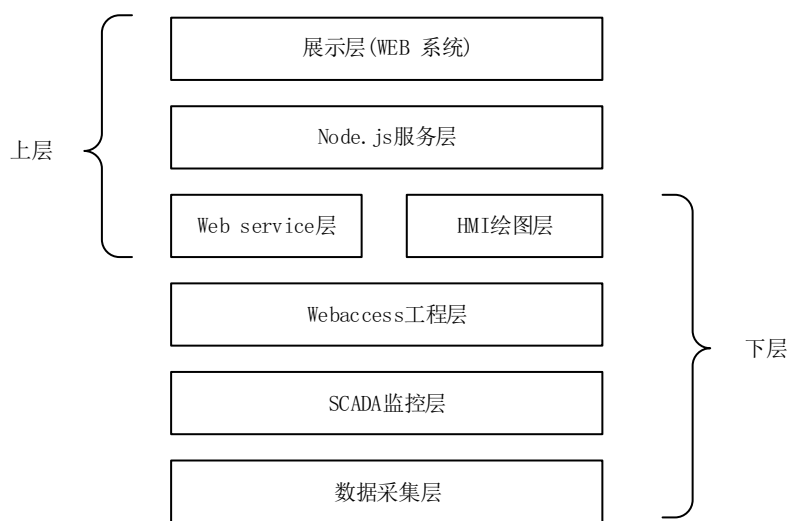 展示层(WEB 系统)
Node.js服务层
上层
Web service层
HMI绘图层
Webaccess工程层
下层
SCADA监控层
数据采集层